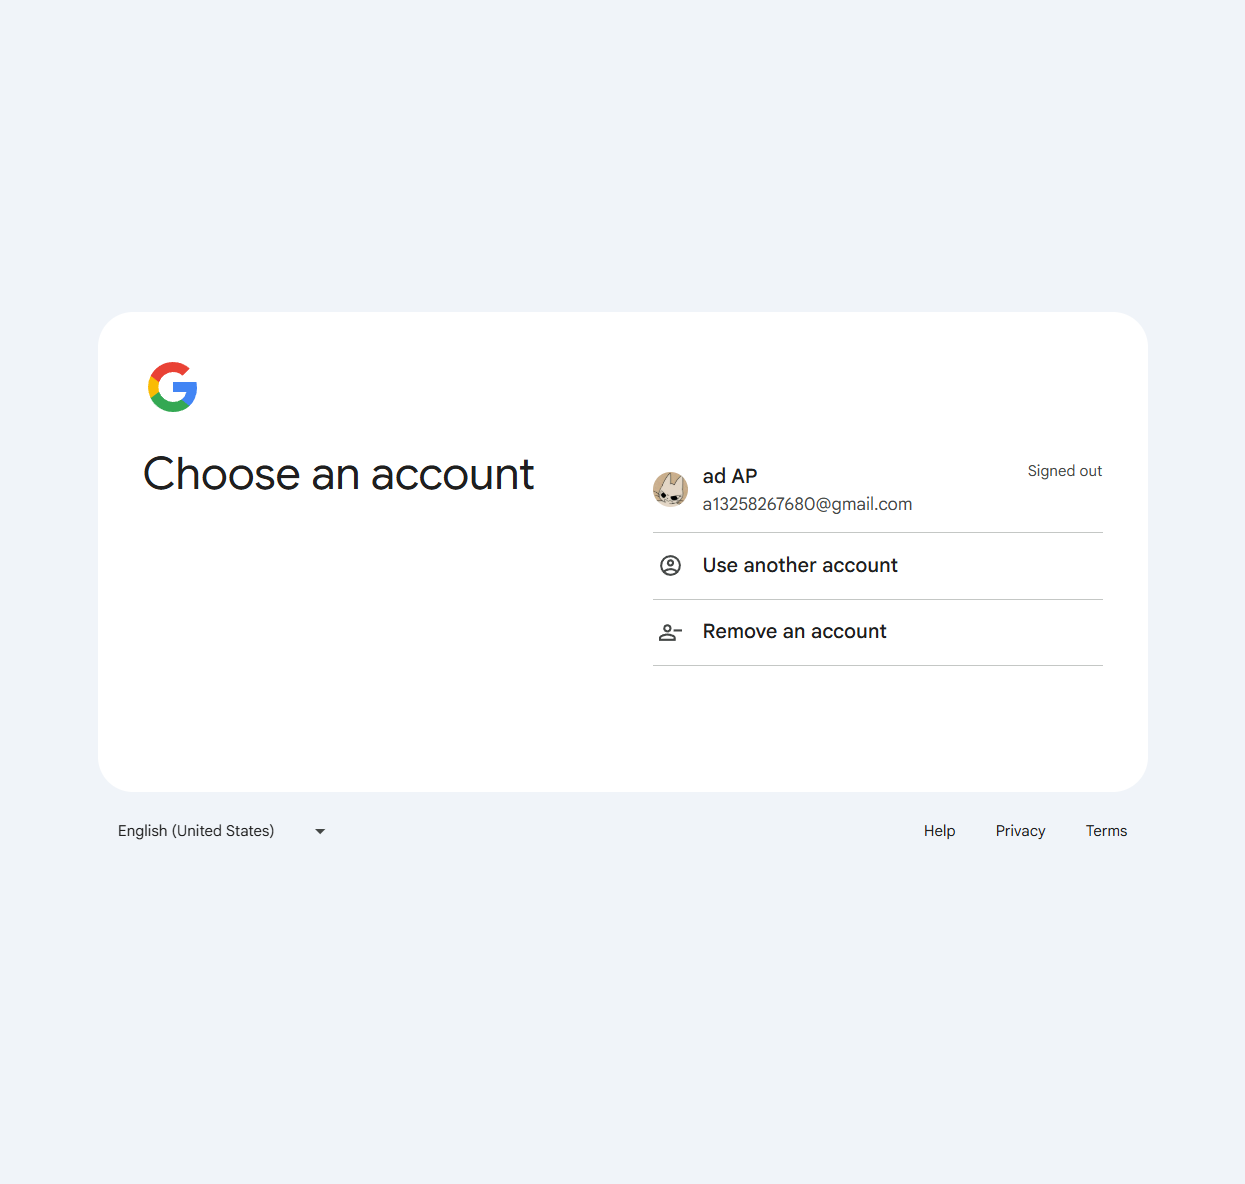 Choose an account
ad AP
Signed out
a13258267680@gmail.com
Use another account
Remove an account
English (United States)
Help
Privacy
Terms